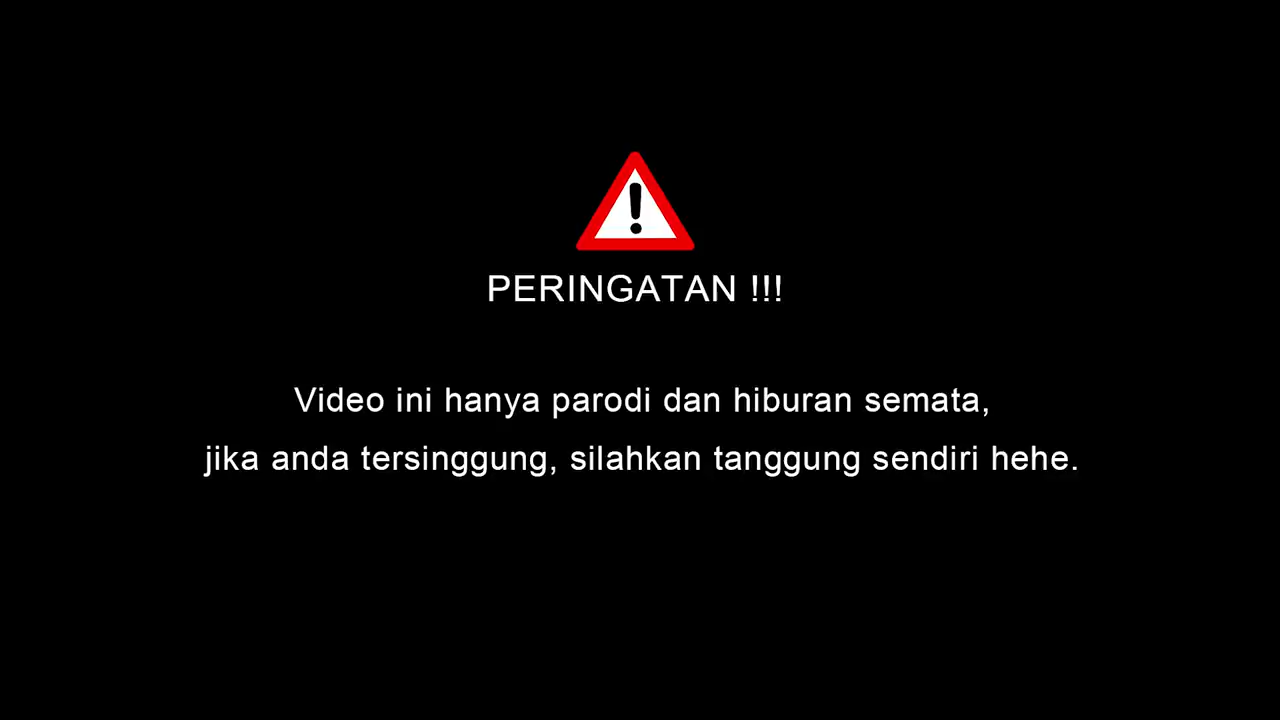 PERINGATAN !!!
Video ini hanya parodi dan hiburan semata,
jika anda tersinggung, silahkan tanggung sendiri hehe.